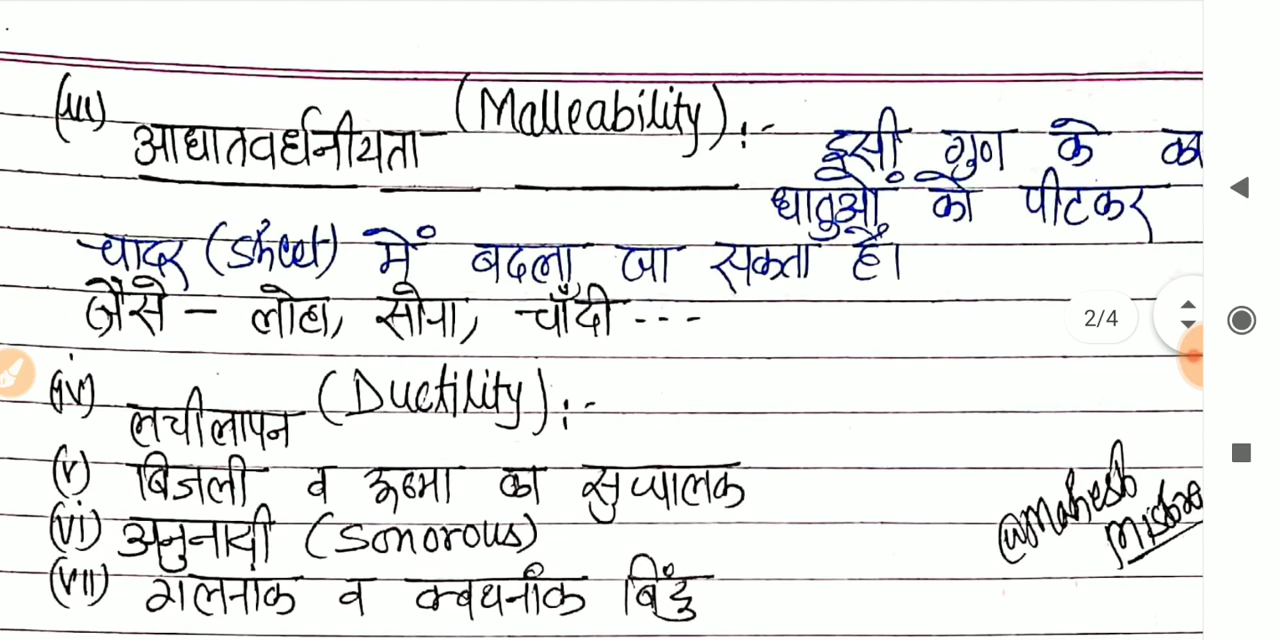 (iii) आघातवर्धनीयता (Malleability) :- इसी गुण के का
धातुओं को पीटकर
चादर (Sheet) में बदला जा सकता है।
जैसे - लोहा, सोना, चाँदी ---
(iv) लचीलापन (Ductility) :-
(v) बिजली व ऊष्मा का सुचालक
(vi) अनुनायी (Sonorous)
(vii) गलनांक व क्वथनांक बिंदु
@Mahesh
Mishra
2/4